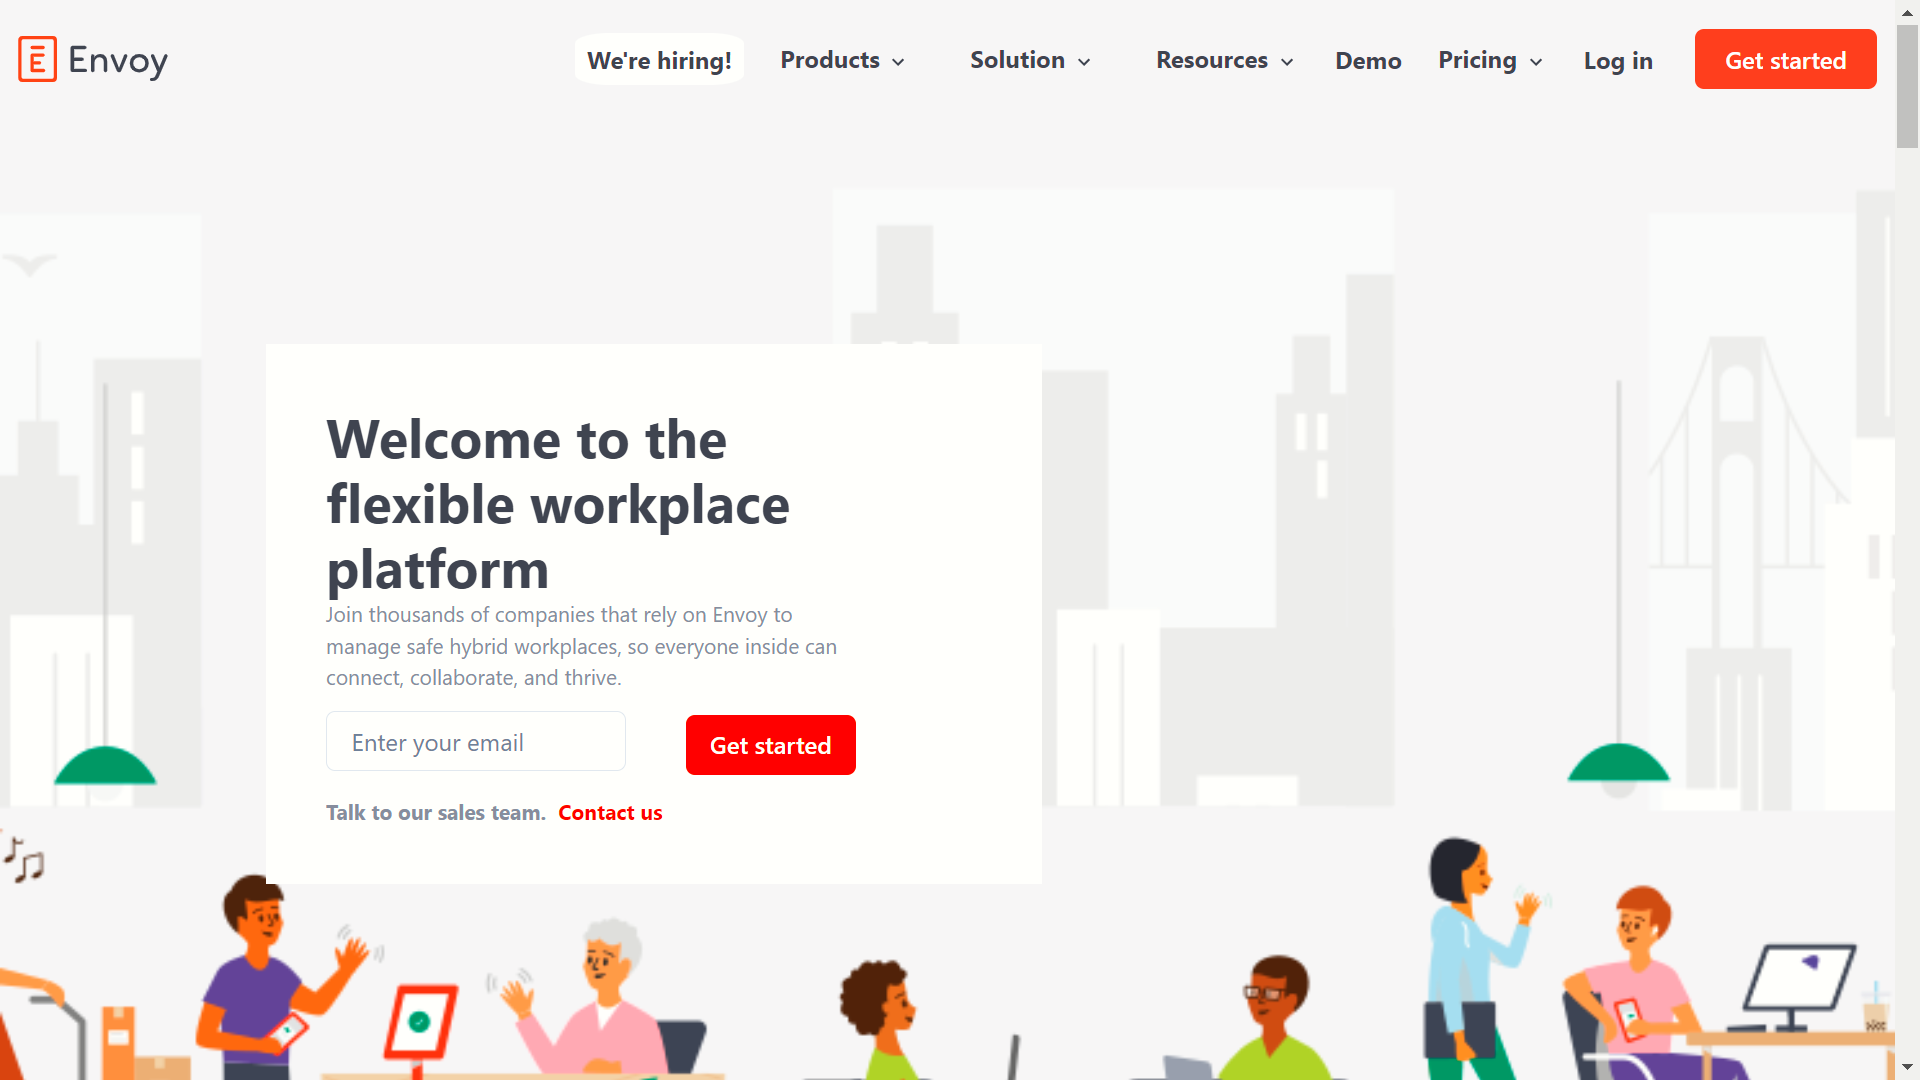 Envoy
We're hiring! Products Solution Resources Demo Pricing Log in Get started
Welcome to the
flexible workplace
platform
Join thousands of companies that rely on Envoy to
manage safe hybrid workplaces, so everyone inside can
connect, collaborate, and thrive.
Enter your email Get started
Talk to our sales team. Contact us